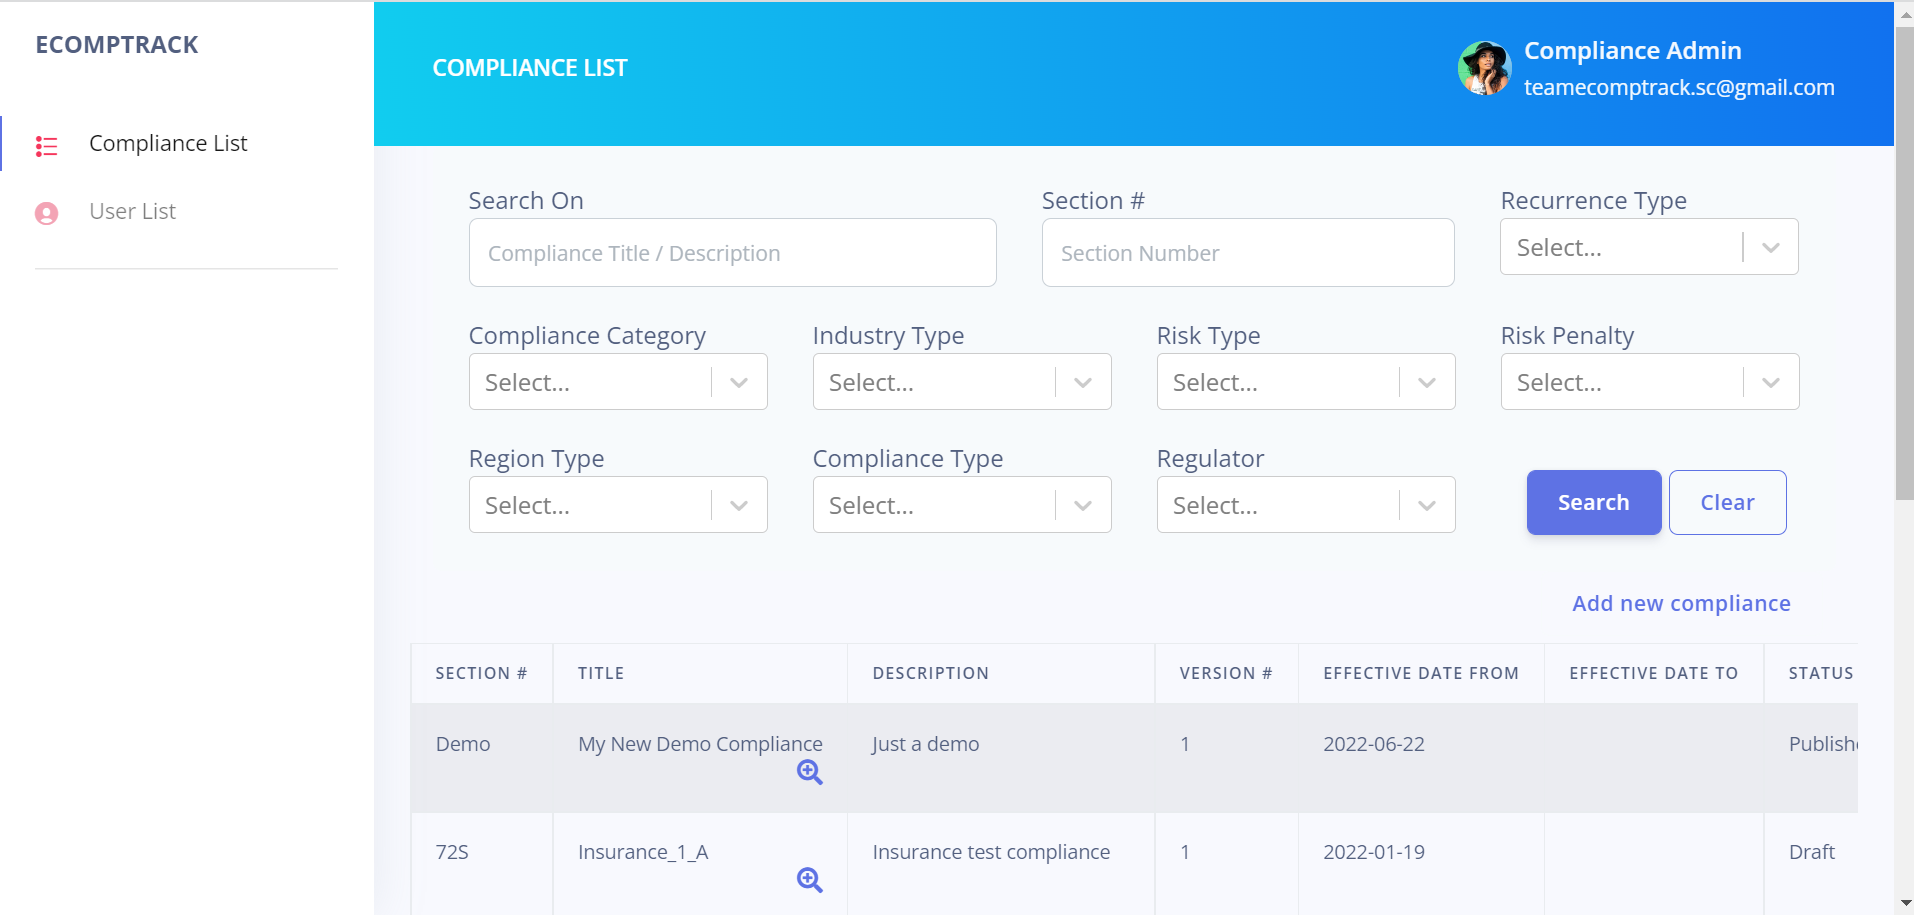 ECOMPTRACK
Compliance List
User List
COMPLIANCE LIST
Compliance Admin
teamecomptrack.sc@gmail.com
Search On
Section #
Recurrence Type
Compliance Title / Description
Section Number
Select...
Compliance Category
Industry Type
Risk Type
Risk Penalty
Select...
Select...
Select...
Select...
Region Type
Compliance Type
Regulator
Select...
Select...
Select...
Search
Clear
Add new compliance
SECTION # TITLE DESCRIPTION VERSION # EFFECTIVE DATE FROM EFFECTIVE DATE TO STATUS
Demo My New Demo Compliance Just a demo 1 2022-06-22 Publish
72S Insurance_1_A Insurance test compliance 1 2022-01-19 Draft